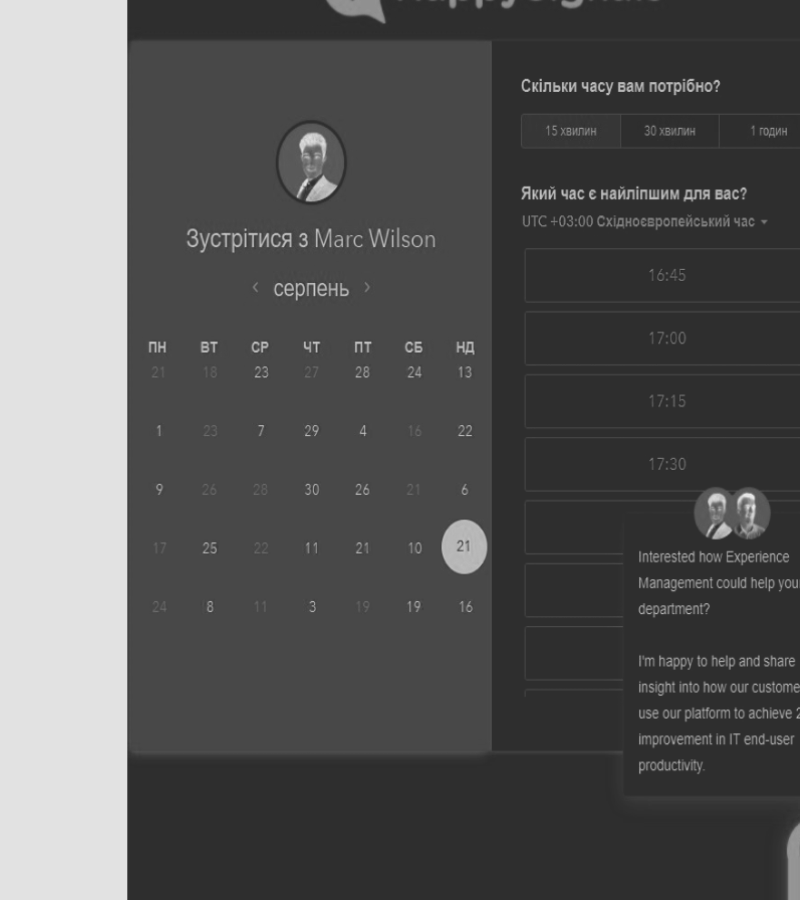 Зустрітися з Marc Wilson
серпень
ПН ВТ СР ЧТ ПТ СБ НД
21 18 23 27 28 24 13
1 23 7 29 4 16 22
9 26 28 30 26 21 6
17 25 22 11 21 10 21
24 8 11 3 19 19 16
Скільки часу вам потрібно?
15 хвилин 30 хвилин 1 годин
Який час є найліпшим для вас?
UTC +03:00 Східноєвропейський час
16:45
17:00
17:15
17:30
Interested how Experience
Management could help your
department?
I'm happy to help and share
insight into how our custome
use our platform to achieve 2
improvement in IT end-user
productivity.